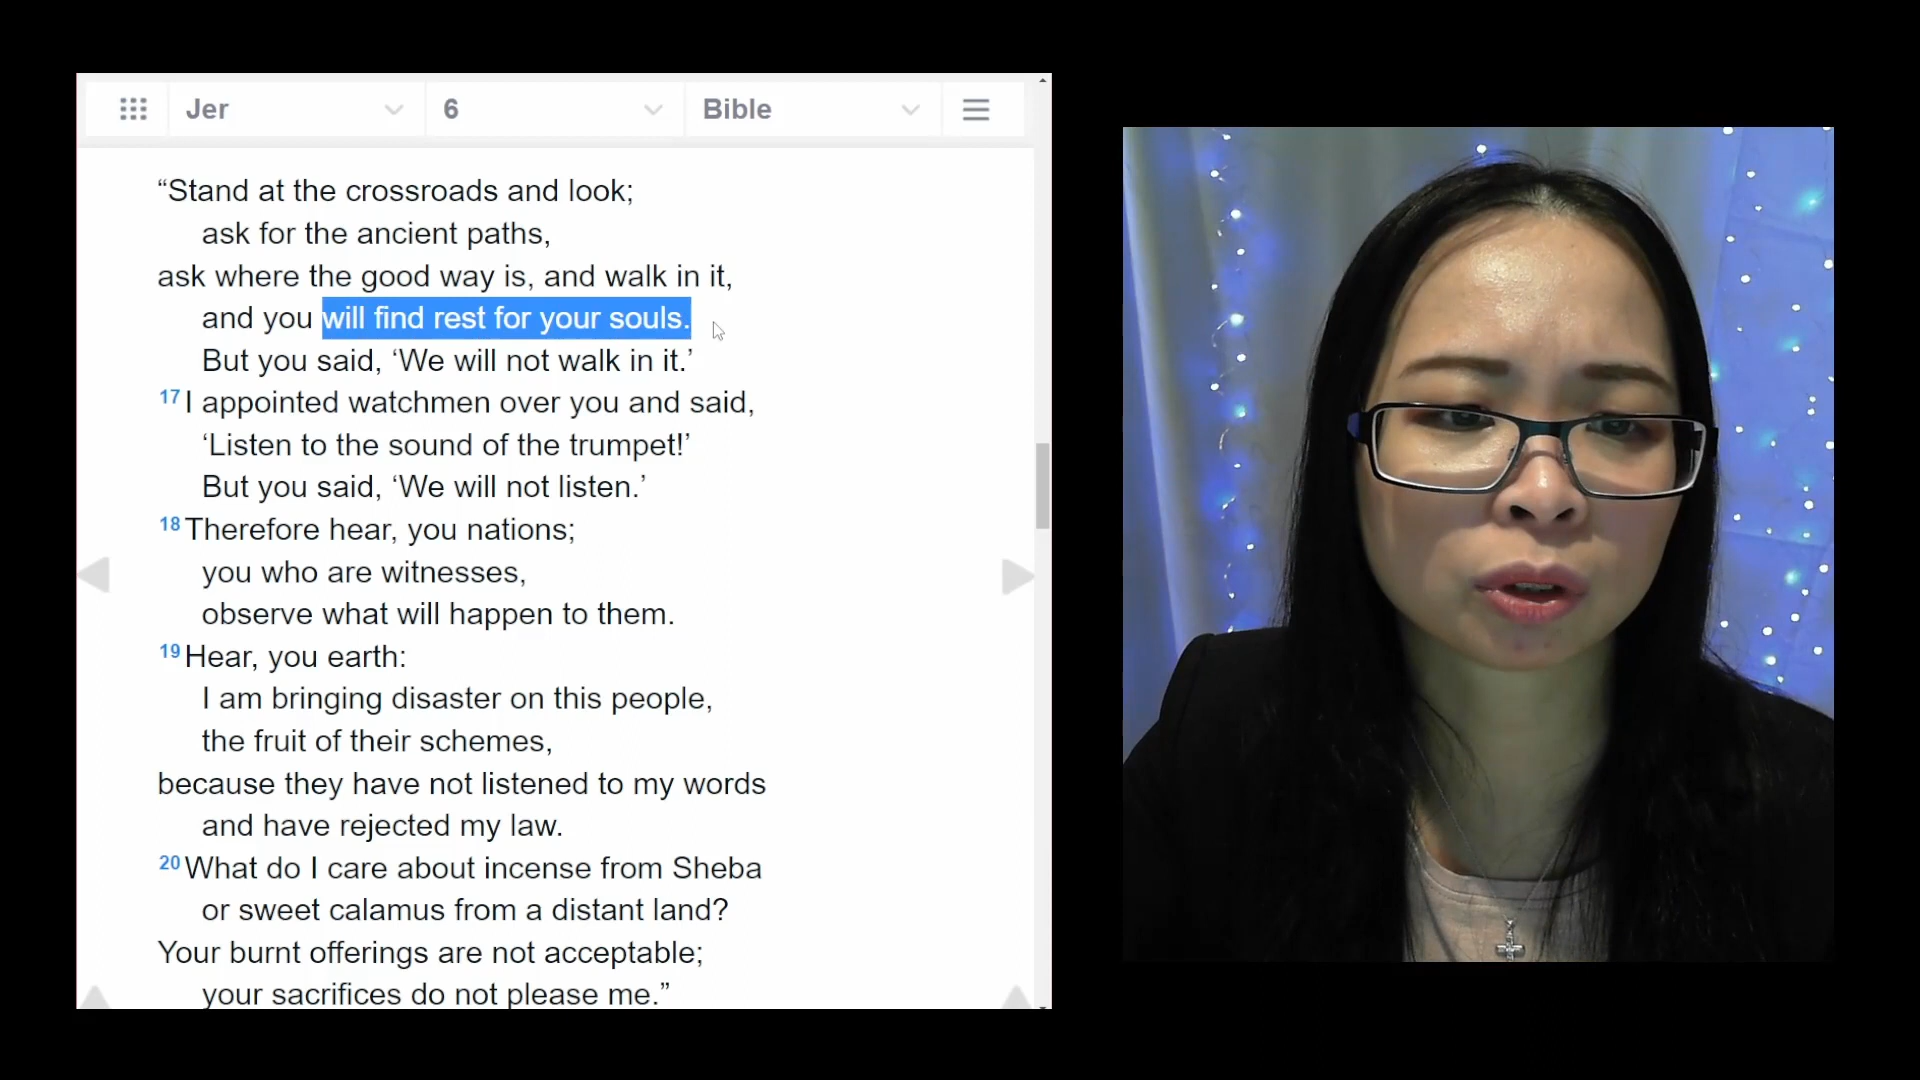 Jer 6 Bible
“Stand at the crossroads and look;
ask for the ancient paths,
ask where the good way is, and walk in it,
and you will find rest for your souls.
But you said, ‘We will not walk in it.’
17 I appointed watchmen over you and said,
‘Listen to the sound of the trumpet!’
But you said, ‘We will not listen.’
18 Therefore hear, you nations;
you who are witnesses,
observe what will happen to them.
19 Hear, you earth:
I am bringing disaster on this people,
the fruit of their schemes,
because they have not listened to my words
and have rejected my law.
20 What do I care about incense from Sheba
or sweet calamus from a distant land?
Your burnt offerings are not acceptable;
your sacrifices do not please me.”